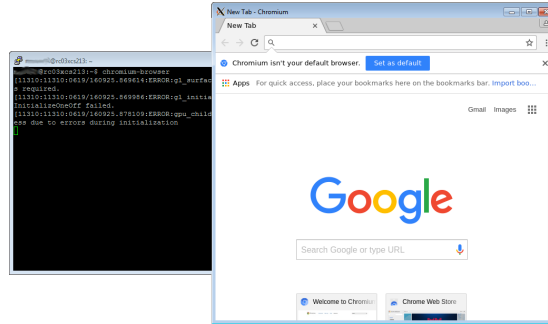 @rc03xcs213: ~
@rc03xcs213:~$ chromium-browser
[11310:11310:0619/160925.869614:ERROR:gl_surfac
s required.
[11310:11310:0619/160925.869986:ERROR:gl_initia
InitializeOneOff failed.
[11310:11310:0619/160925.878109:ERROR:gpu_child
ess due to errors during initialization
New Tab - Chromium
New Tab
Chromium isn't your default browser. Set as default
Apps For quick access, place your bookmarks here on the bookmarks bar. Import boo...
Gmail Images
Google
Search Google or type URL
Welcome to Chromium
Chrome Web Store